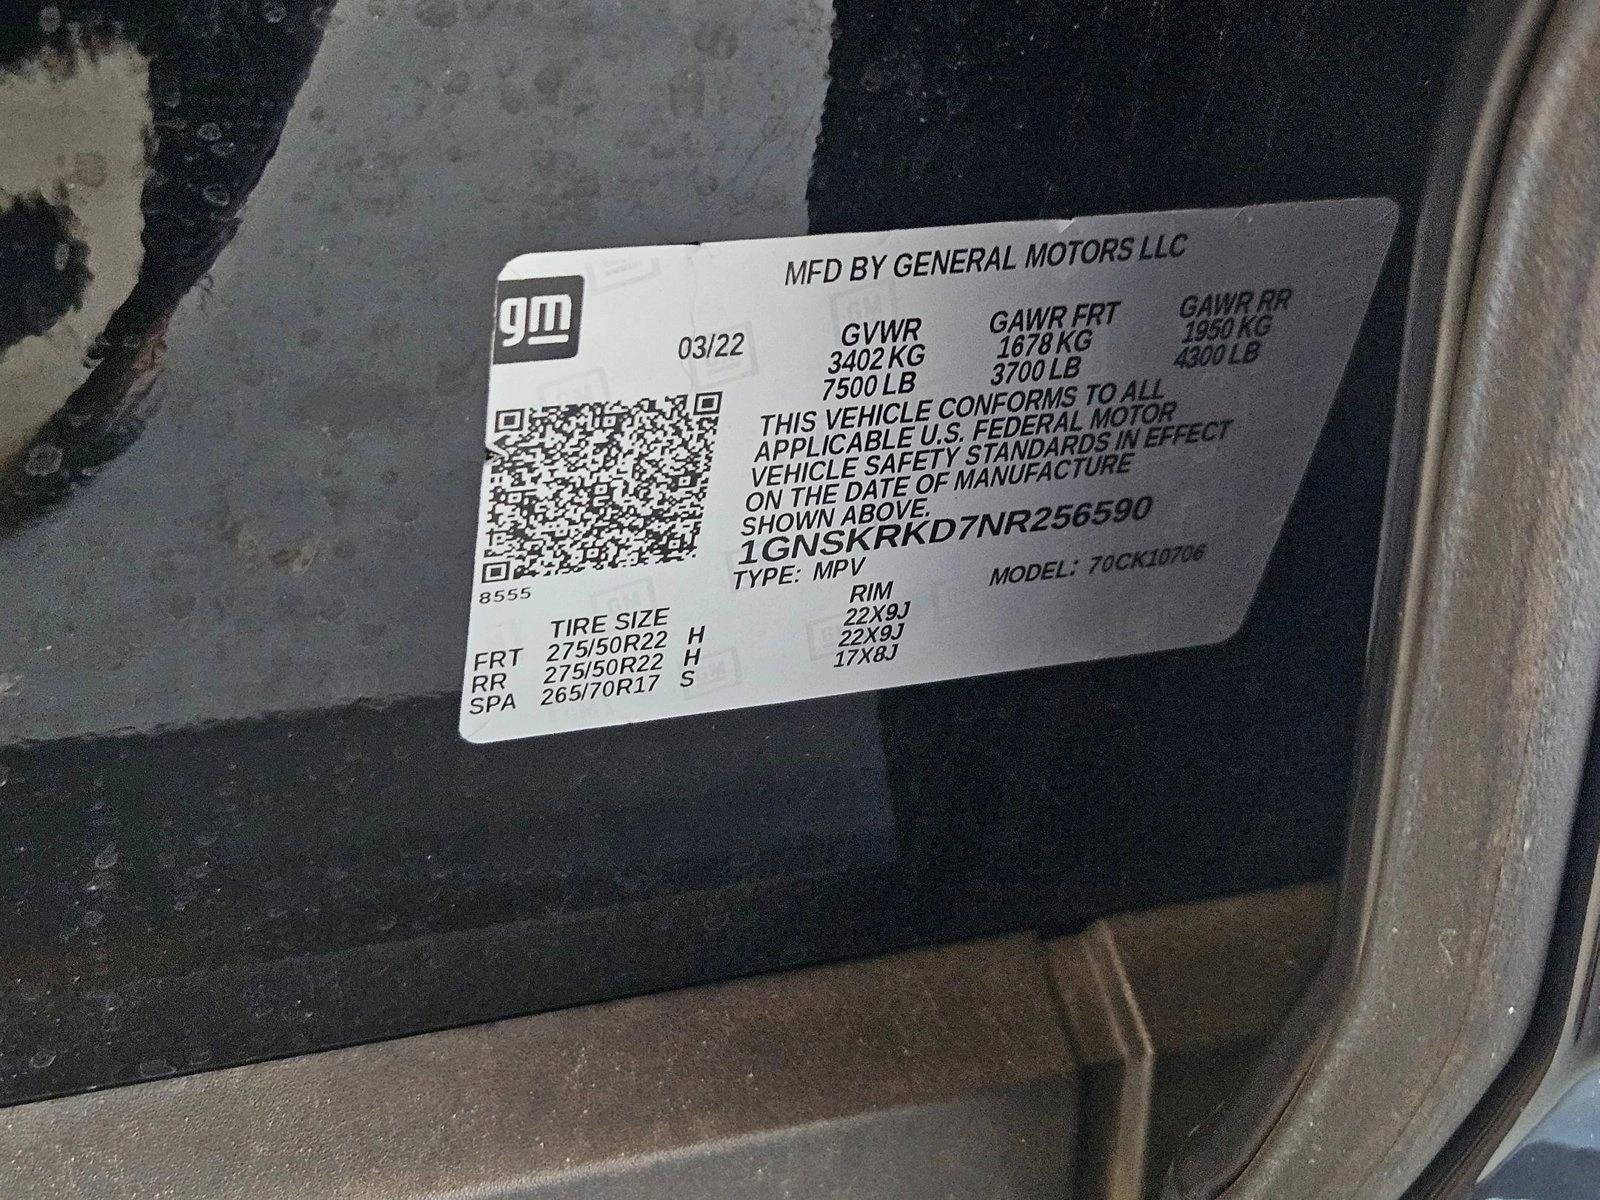 MFD BY GENERAL MOTORS LLC
gm
03/22
GVWR GAWR FRT GAWR RR
3402 KG 1678 KG 1950 KG
7500 LB 3700 LB 4300 LB
THIS VEHICLE CONFORMS TO ALL
APPLICABLE U.S. FEDERAL MOTOR
VEHICLE SAFETY STANDARDS IN EFFECT
ON THE DATE OF MANUFACTURE
SHOWN ABOVE.
1GNSKRKD7NR256590
TYPE: MPV MODEL: 70CK10706
8555
TIRE SIZE RIM
FRT 275/50R22 H 22X9J
RR 275/50R22 H 22X9J
SPA 265/70R17 S 17X8J